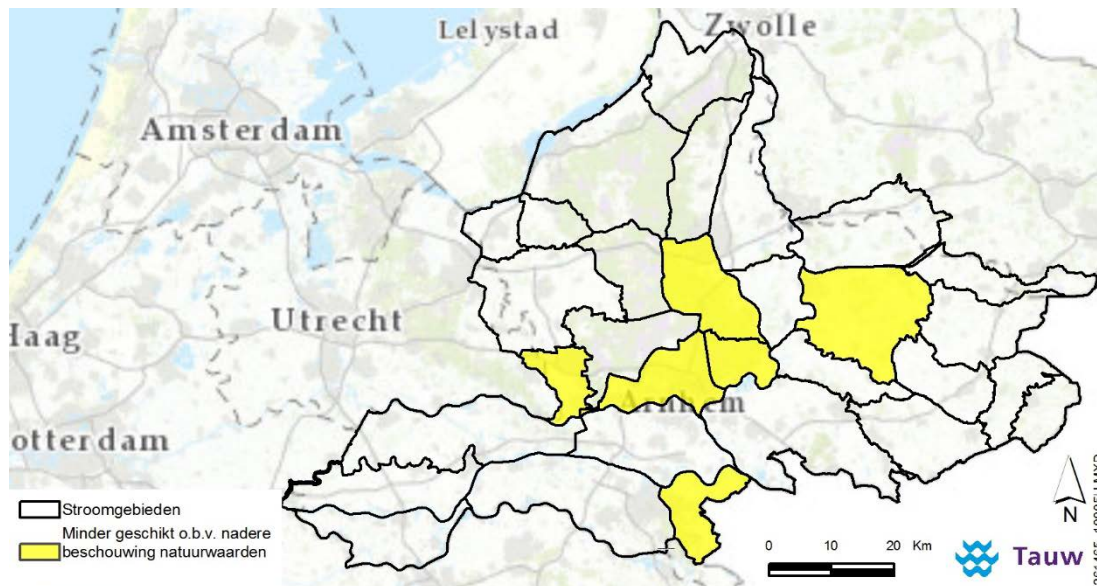 Lelystad
Zwolle
Amsterdam
Utrecht
Haag
Arnhem
otterdam
Stroomgebieden
Minder geschikt o.b.v. nadere
beschouwing natuurwaarden
0 10 20 Km
N
Tauw